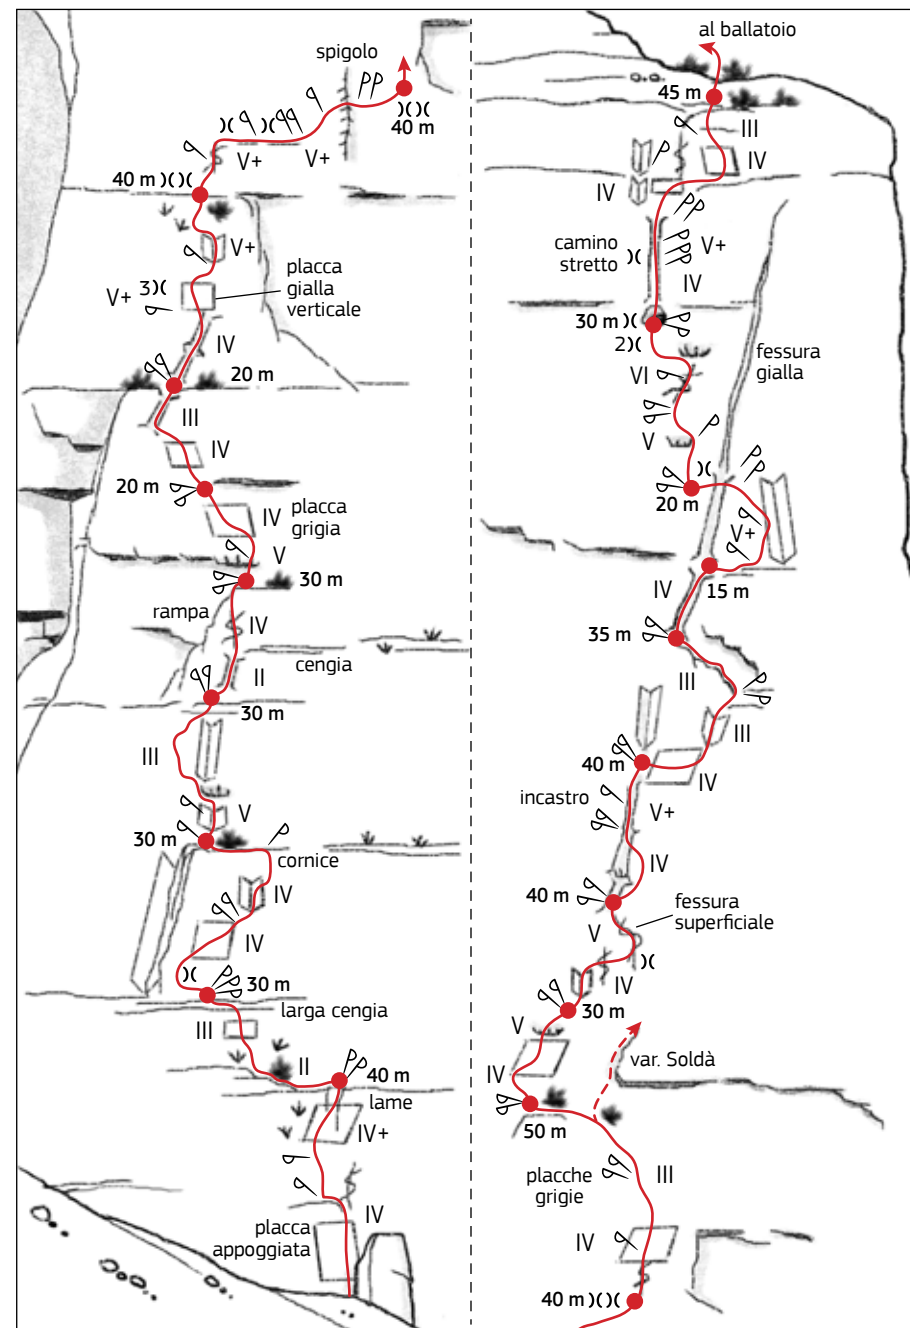 spigolo
40 m
V+
V+
40 m
V+
placca
gialla
verticale
3
V+
IV
20 m
III
IV
20 m
IV
placca
grigia
V
30 m
rampa
IV
cengia
II
30 m
III
V
30 m
cornice
IV
IV
30 m
larga cengia
III
II
40 m
lame
IV+
IV
placca
appoggiata
al ballatoio
45 m
III
IV
IV
camino
stretto
V+
IV
30 m
2
fessura
gialla
VI
V
20 m
V+
15 m
IV
35 m
III
III
40 m
IV
incastro
V+
IV
40 m
fessura
superficiale
V
IV
30 m
V
var. Soldà
IV
50 m
placche
grigie
III
IV
40 m